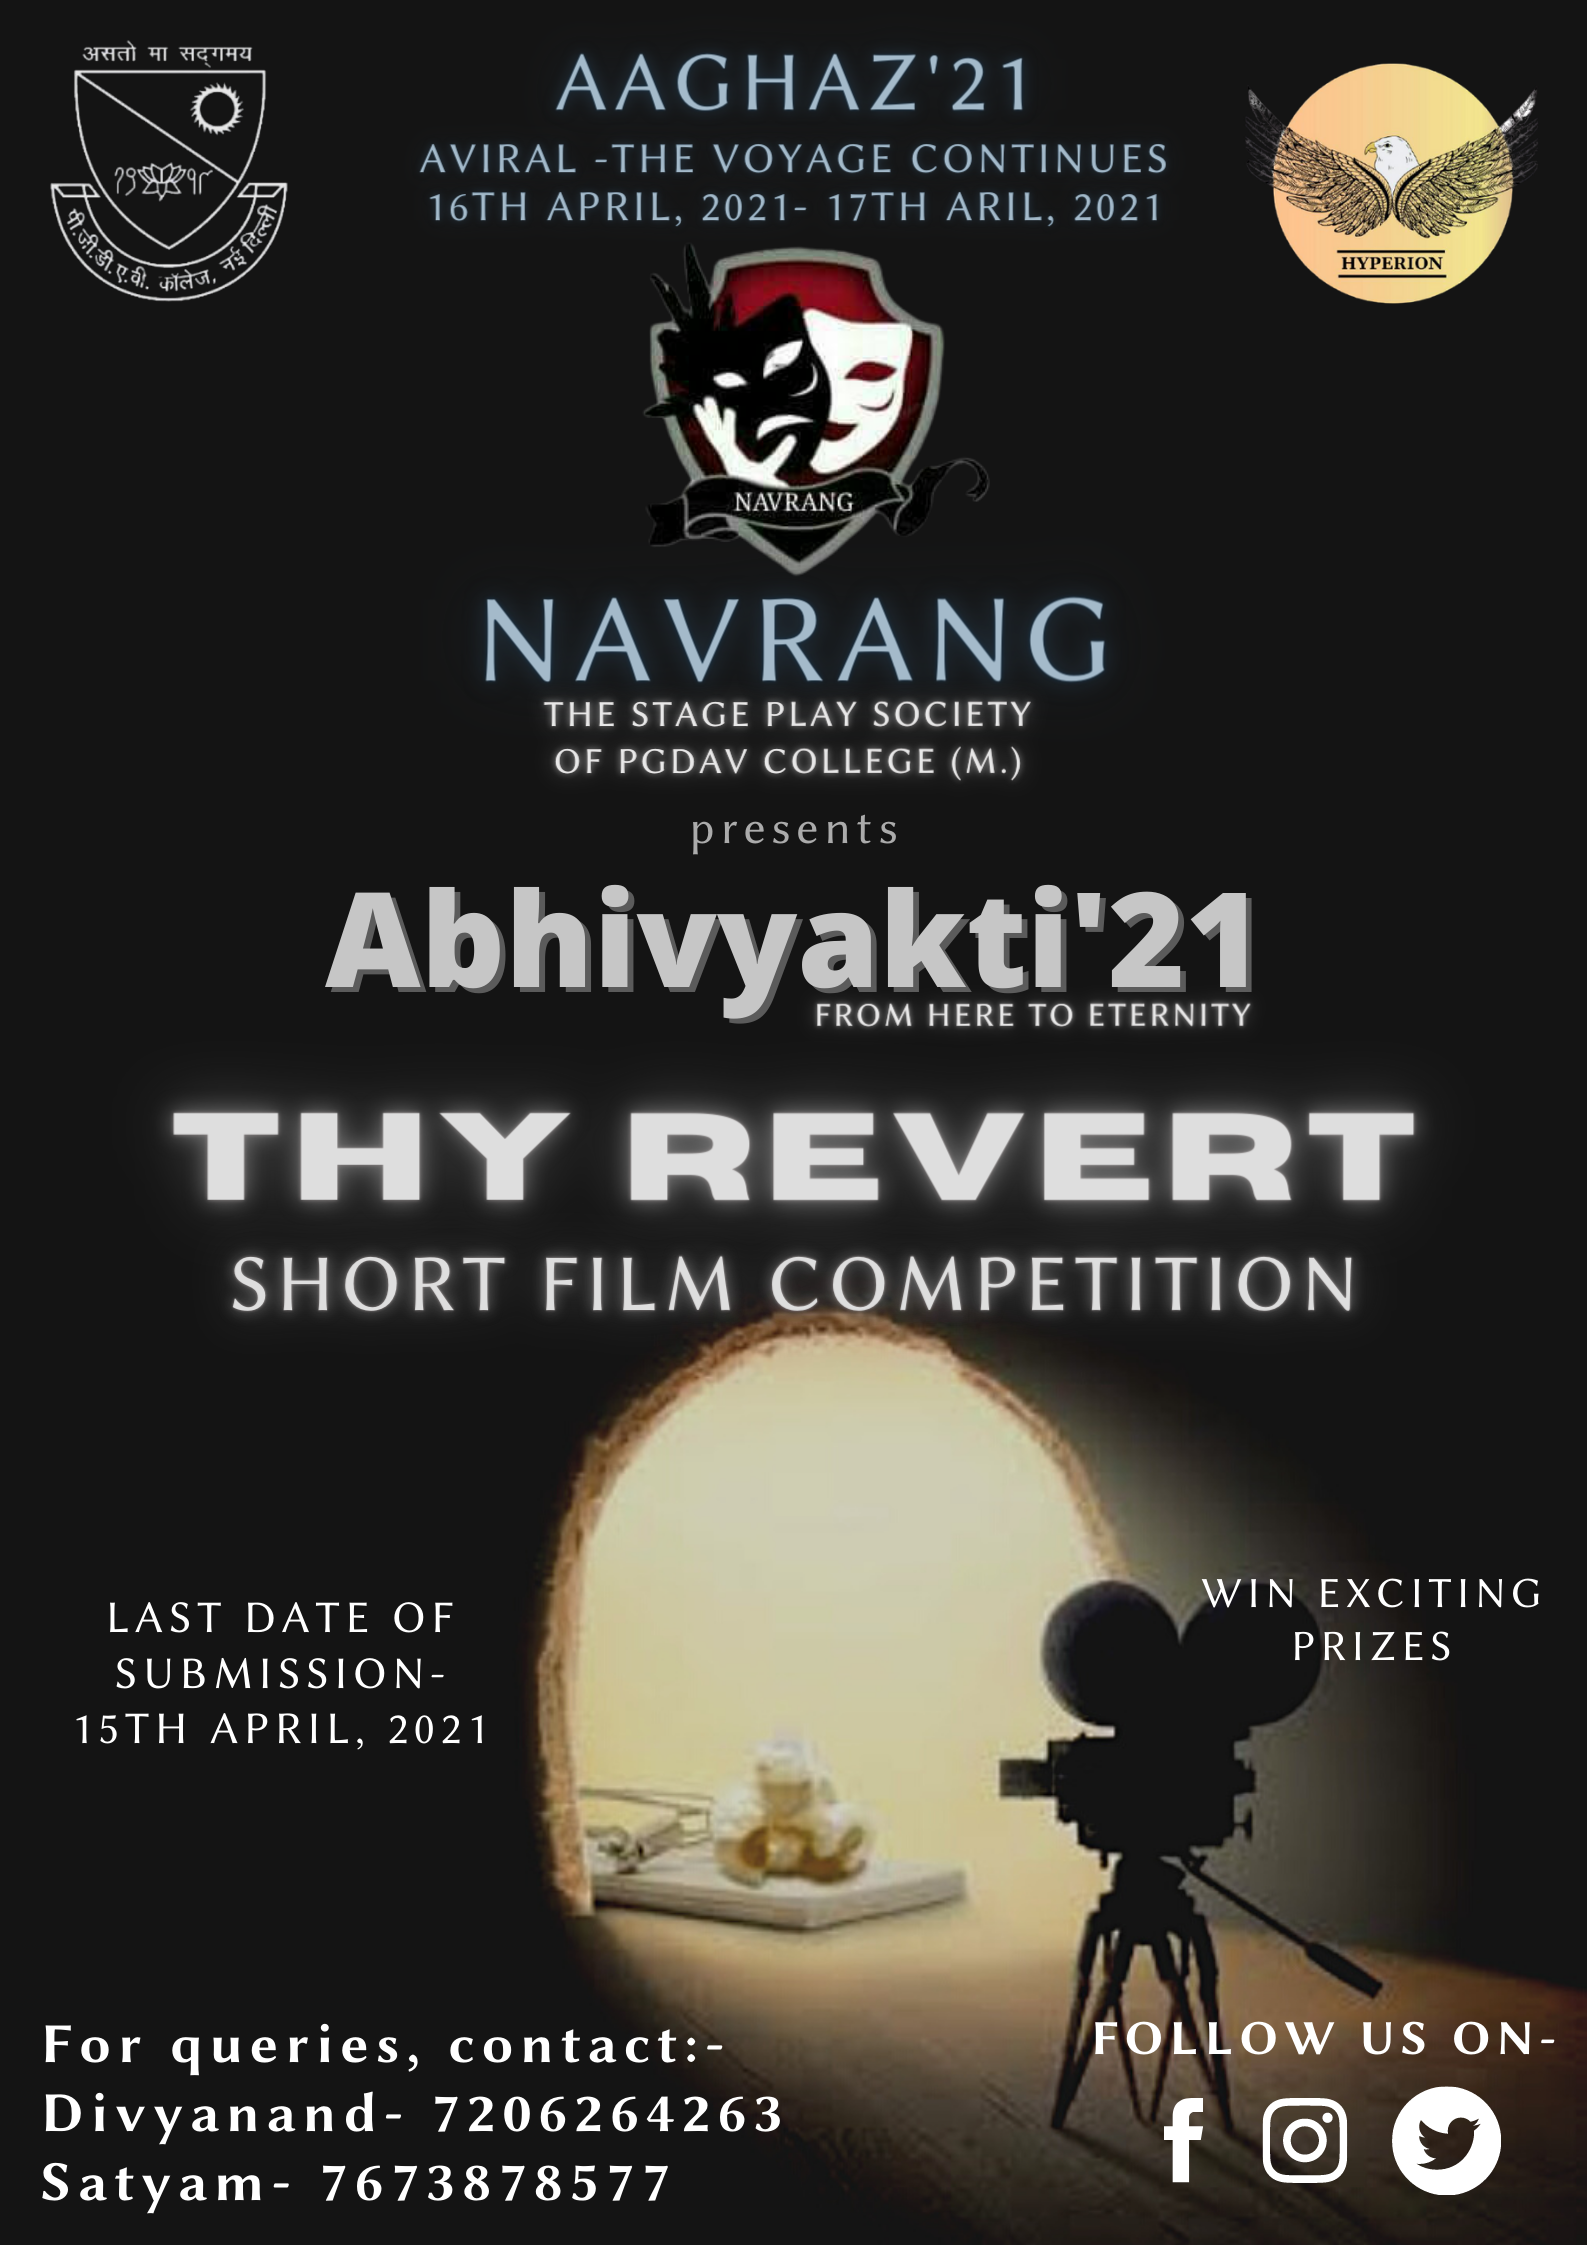 असतो मा सद्गमय
१९ ५८
पी.जी.डी.ए.वी. कॉलेज, नई दिल्ली
AAGHAZ'21
AVIRAL -THE VOYAGE CONTINUES
16TH APRIL, 2021- 17TH ARIL, 2021
HYPERION
NAVRANG
NAVRANG
THE STAGE PLAY SOCIETY
OF PGDAV COLLEGE (M.)
presents
Abhivyakti'21
FROM HERE TO ETERNITY
THY REVERT
SHORT FILM COMPETITION
LAST DATE OF
SUBMISSION-
15TH APRIL, 2021
WIN EXCITING
PRIZES
For queries, contact:-
Divyanand- 7206264263
Satyam- 7673878577
FOLLOW US ON-